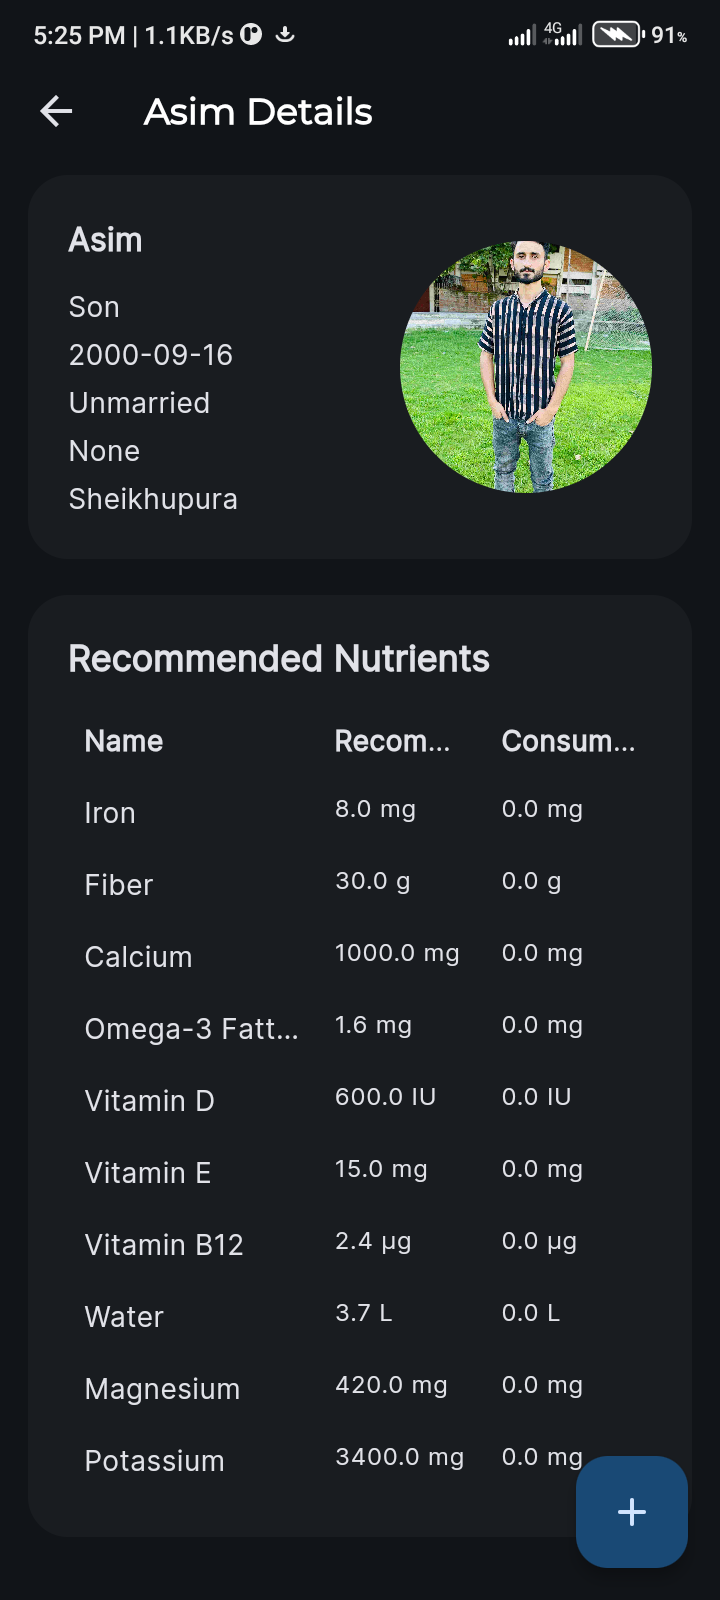 5:25 PM | 1.1KB/s 4G 91%
Asim Details
Asim
Son
2000-09-16
Unmarried
None
Sheikhupura
Recommended Nutrients
Name Recom... Consum...
Iron 8.0 mg 0.0 mg
Fiber 30.0 g 0.0 g
Calcium 1000.0 mg 0.0 mg
Omega-3 Fatt... 1.6 mg 0.0 mg
Vitamin D 600.0 IU 0.0 IU
Vitamin E 15.0 mg 0.0 mg
Vitamin B12 2.4 µg 0.0 µg
Water 3.7 L 0.0 L
Magnesium 420.0 mg 0.0 mg
Potassium 3400.0 mg 0.0 mg